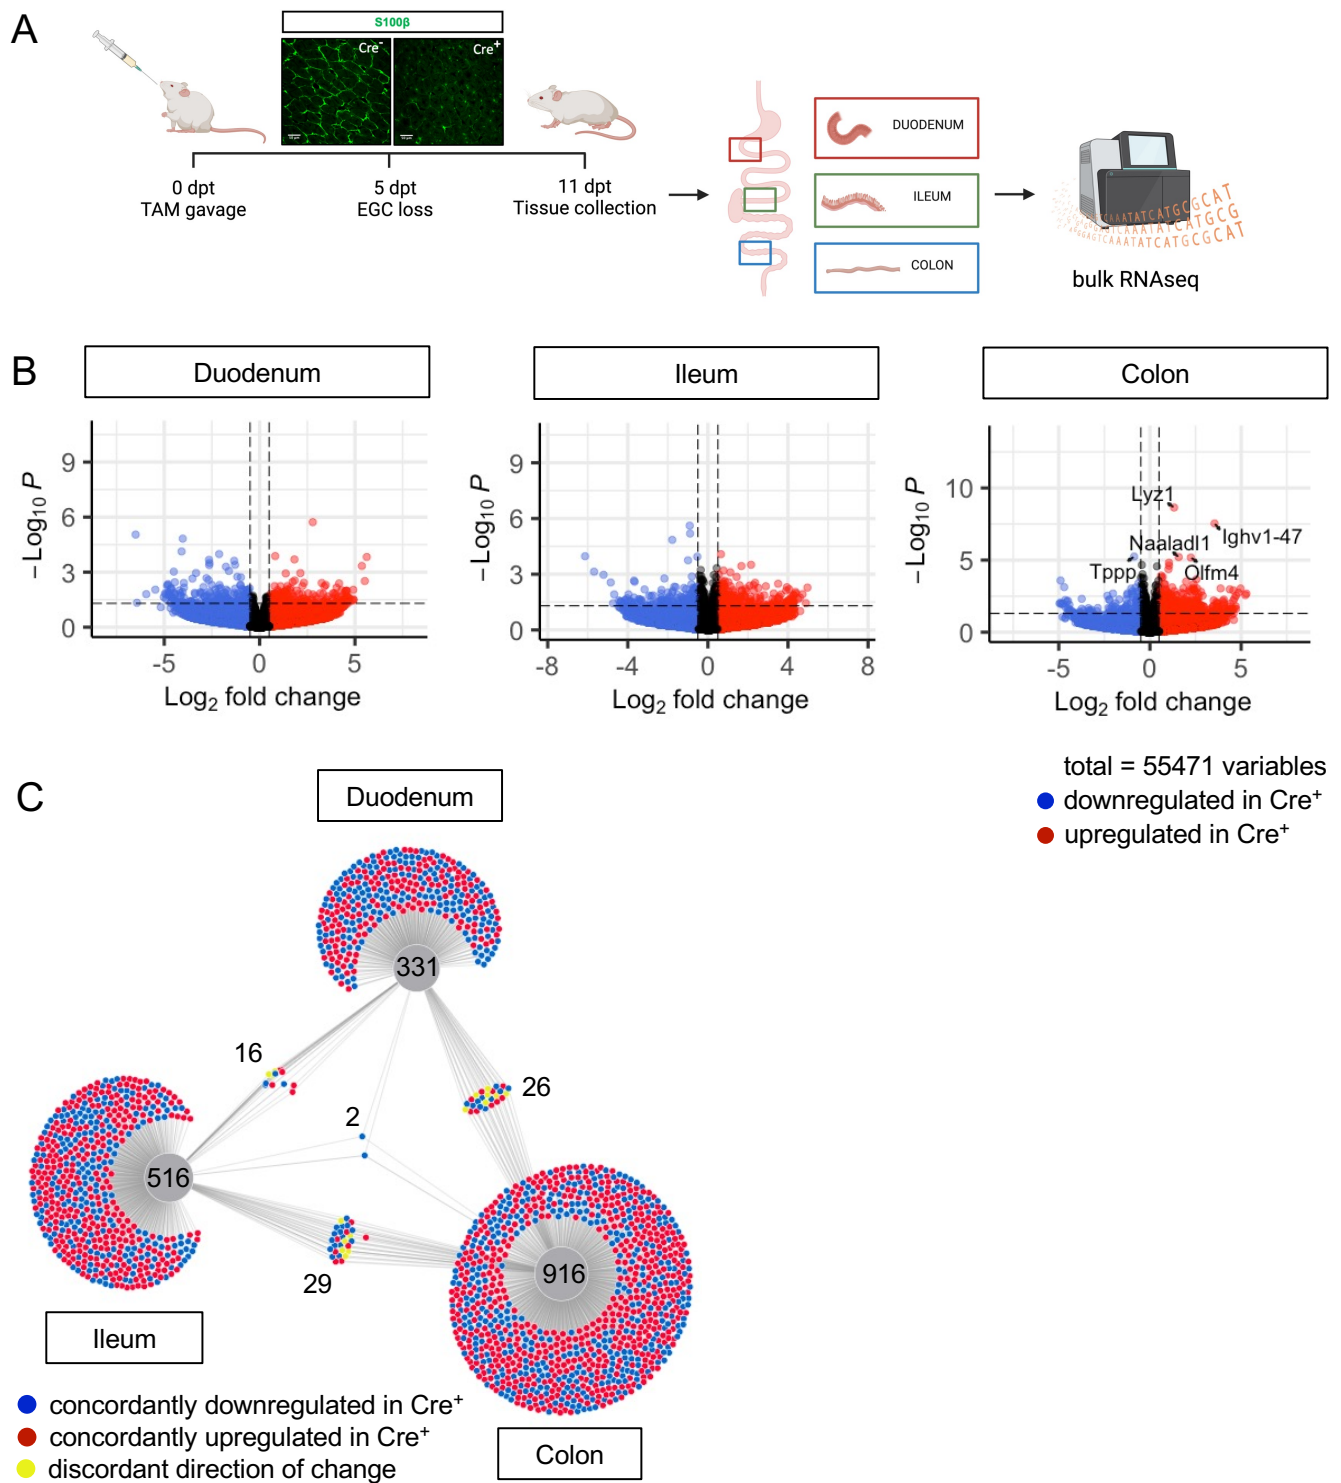 A
S100β
Cre-
Cre+
0 dpt
TAM gavage
5 dpt
EGC loss
11 dpt
Tissue collection
DUODENUM
ILEUM
COLON
bulk RNAseq
B
Duodenum
Ileum
Colon
−Log10 P
9
6
3
0
-5
0
5
Log2 fold change
−Log10 P
9
6
3
0
-8
-4
0
4
8
Log2 fold change
−Log10 P
10
5
0
Lyz1
Ighv1-47
Naaladl1
Tppp
Olfm4
-5
0
5
Log2 fold change
total = 55471 variables
downregulated in Cre+
upregulated in Cre+
C
Duodenum
331
16
26
2
516
29
916
Ileum
Colon
concordantly downregulated in Cre+
concordantly upregulated in Cre+
discordant direction of change